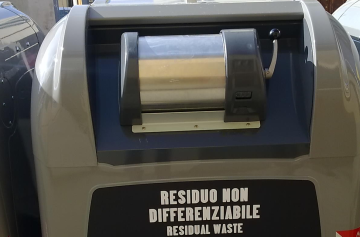 RESIDUO NON
DIFFERENZIABILE
RESIDUAL WASTE